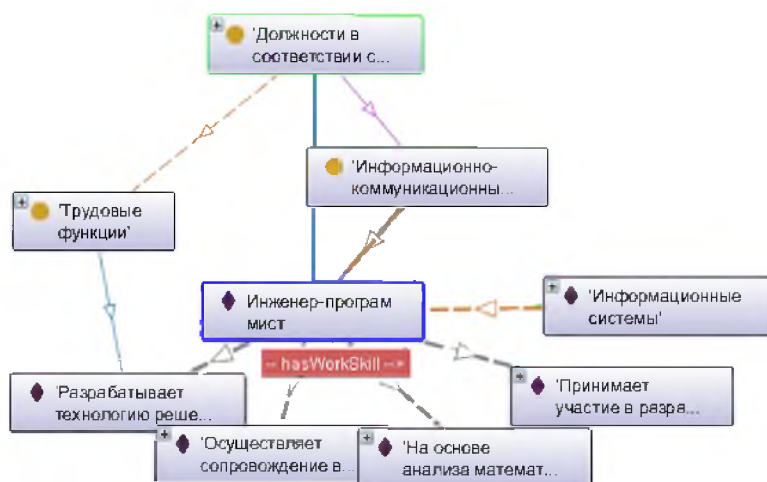 'Должности в
соответствии с...
'Информационно-
коммуникационны...
'Трудовые
функции'
Инженер-програм
мист
'Информационные
системы'
-- hasWorkSkill -->
'Разрабатывает
технологию реше...
'Принимает
участие в разра...
'Осуществляет
сопровождение в...
'На основе
анализа математ...